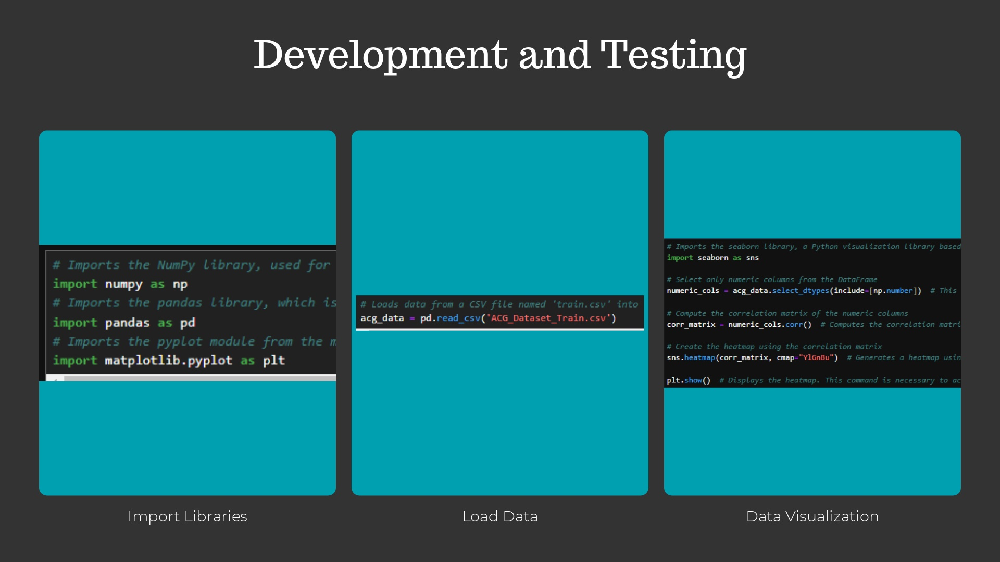 Development and Testing
# Imports the NumPy library, used for
import numpy as np
# Imports the pandas library, which is
import pandas as pd
# Imports the pyplot module from the m
import matplotlib.pyplot as plt
Import Libraries
# Loads data from a CSV file named 'train.csv' into
acg_data = pd.read_csv('ACG_Dataset_Train.csv')
Load Data
# Imports the seaborn library, a Python visualization library based
import seaborn as sns
# Select only numeric columns from the DataFrame
numeric_cols = acg_data.select_dtypes(include=[np.number])  # This
# Compute the correlation matrix of the numeric columns
corr_matrix = numeric_cols.corr()  # Computes the correlation matri
# Create the heatmap using the correlation matrix
sns.heatmap(corr_matrix, cmap="YlGnBu")  # Generates a heatmap usin
plt.show()  # Displays the heatmap. This command is necessary to ac
Data Visualization